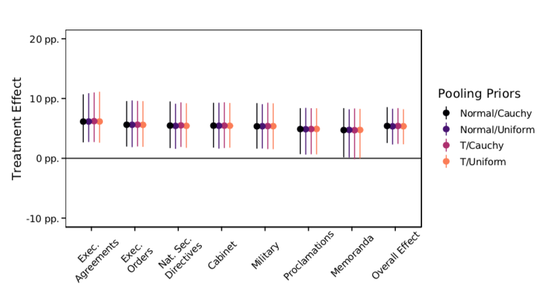 20 pp.
10 pp.
0 pp.
-10 pp.
Treatment Effect
Exec.
Agreements
Exec.
Orders
Nat. Sec.
Directives
Cabinet
Military
Proclamations
Memoranda
Overall Effect
Pooling Priors
Normal/Cauchy
Normal/Uniform
T/Cauchy
T/Uniform